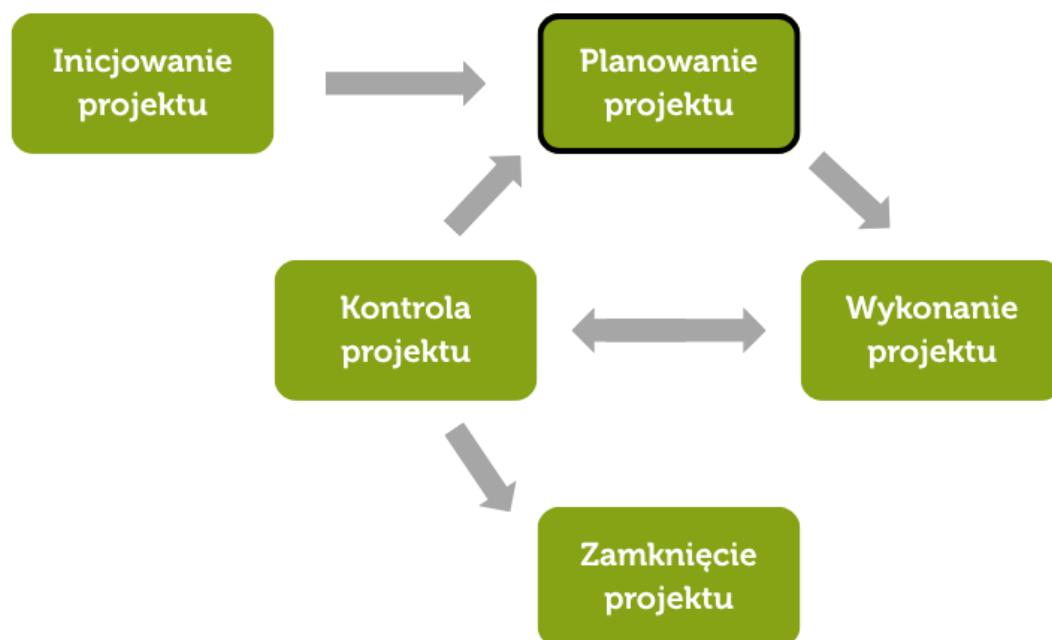 Inicjowanie
projektu
Planowanie
projektu
Kontrola
projektu
Wykonanie
projektu
Zamknięcie
projektu